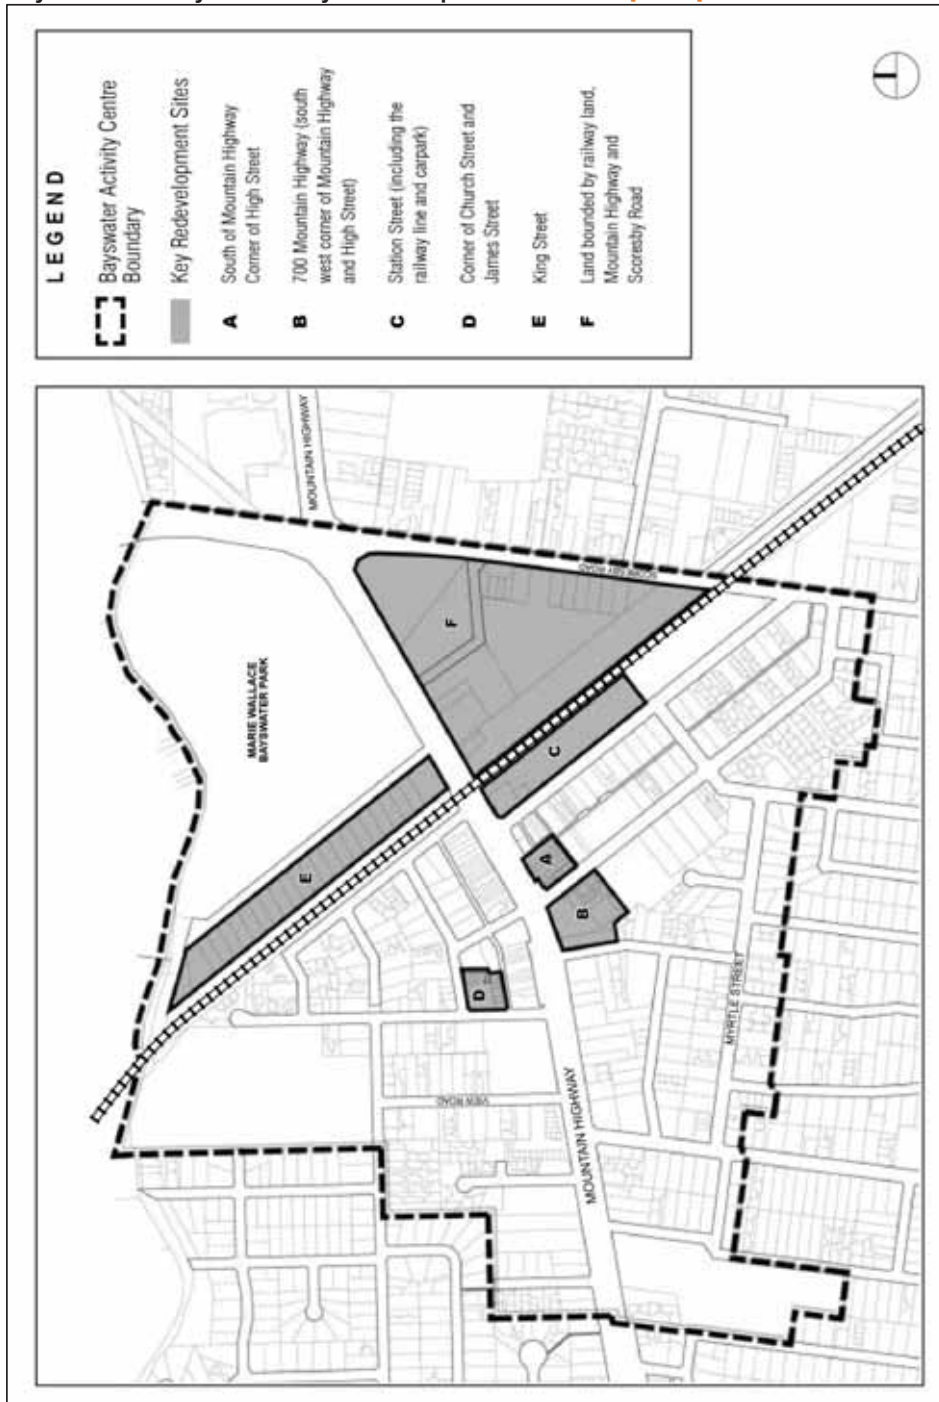 LEGEND
Bayswater Activity Centre
Boundary
Key Redevelopment Sites
A South of Mountain Highway
Corner of High Street
B 700 Mountain Highway (south
west corner of Mountain Highway
and High Street)
C Station Street (including the
railway line and carpark)
D Corner of Church Street and
James Street
E King Street
F Land bounded by railway land,
Mountain Highway and
Scoresby Road
MOUNTAIN HIGHWAY
MARIE WALLACE
BAYSWATER PARK
F
SCORESBY ROAD
E
C
A
B
D
VIEW ROAD
MOUNTAIN HIGHWAY
MYRTLE STREET